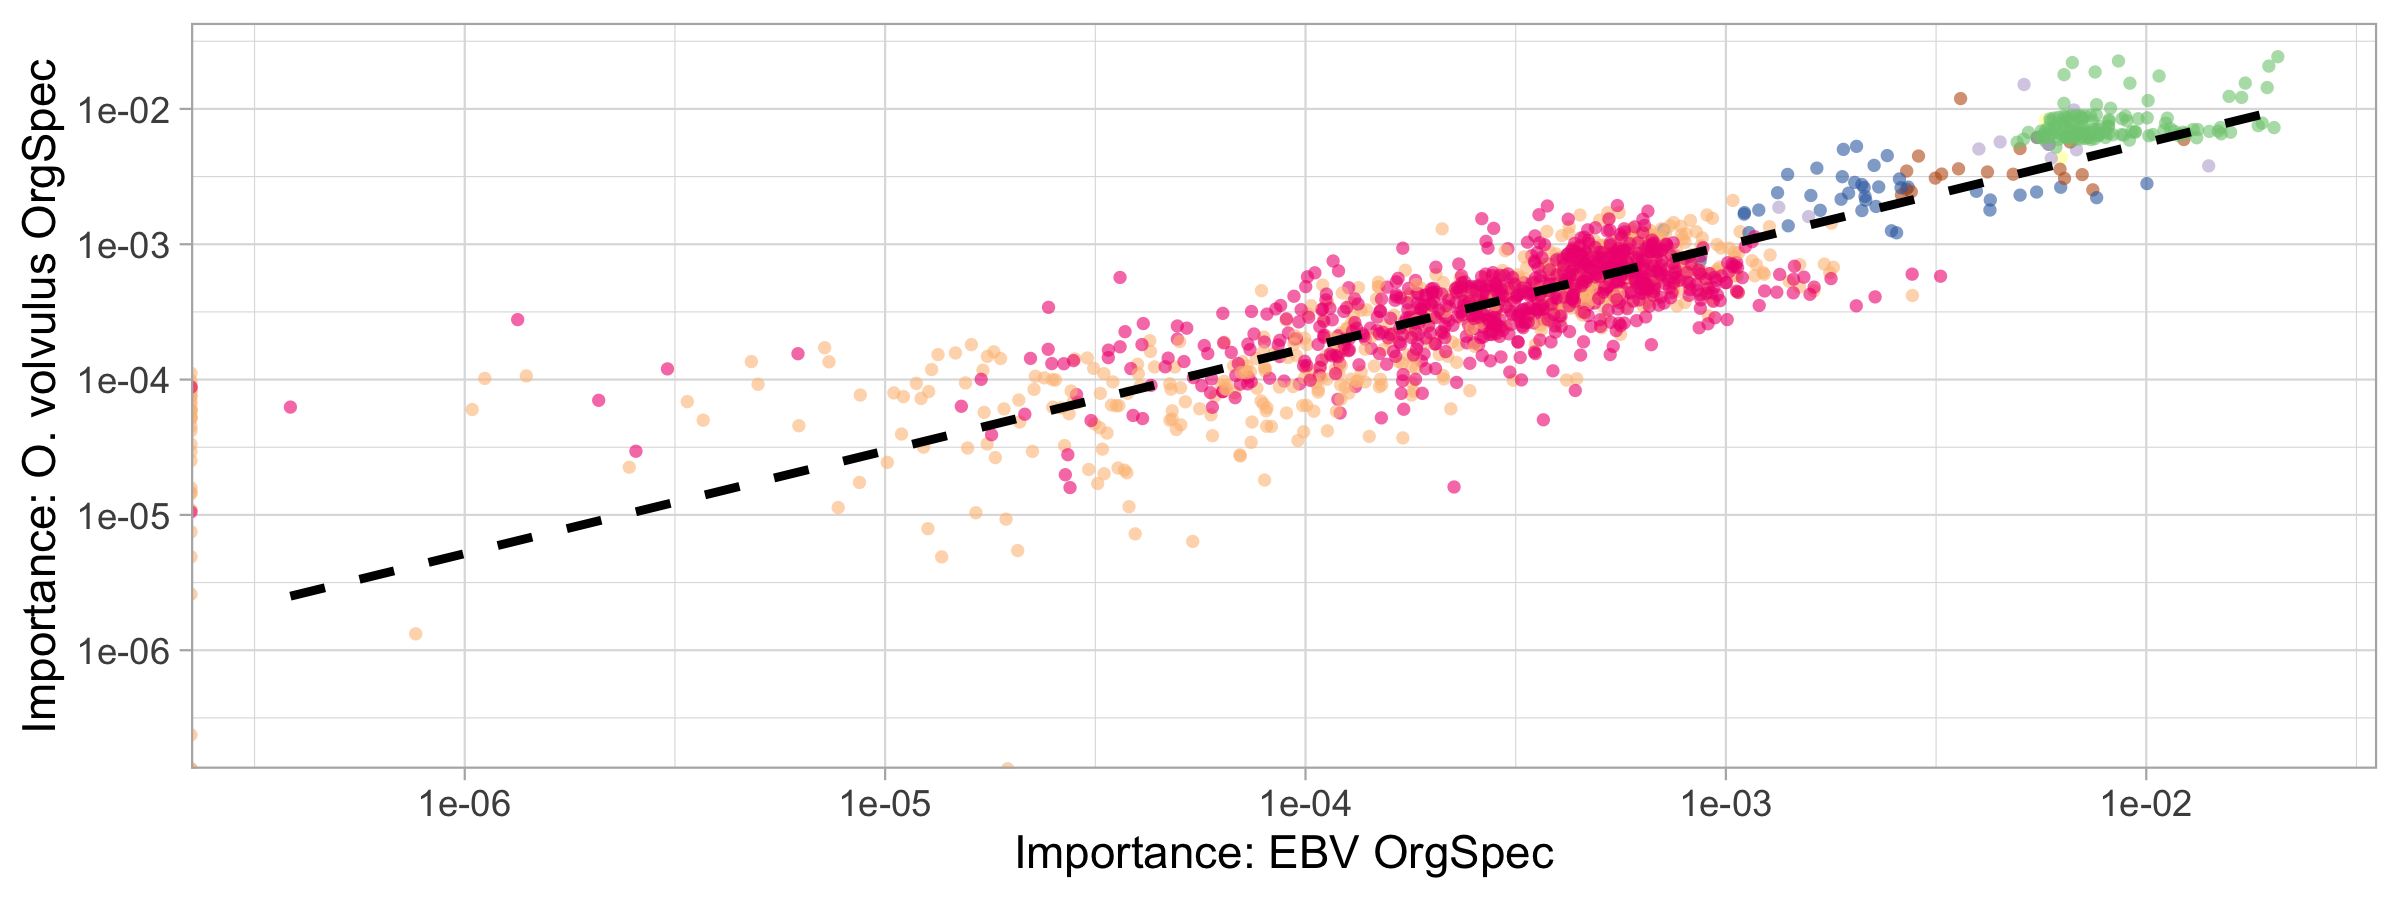 Importance: O. volvulus OrgSpec
1e-02
1e-03
1e-04
1e-05
1e-06
1e-06 1e-05 1e-04 1e-03 1e-02
Importance: EBV OrgSpec